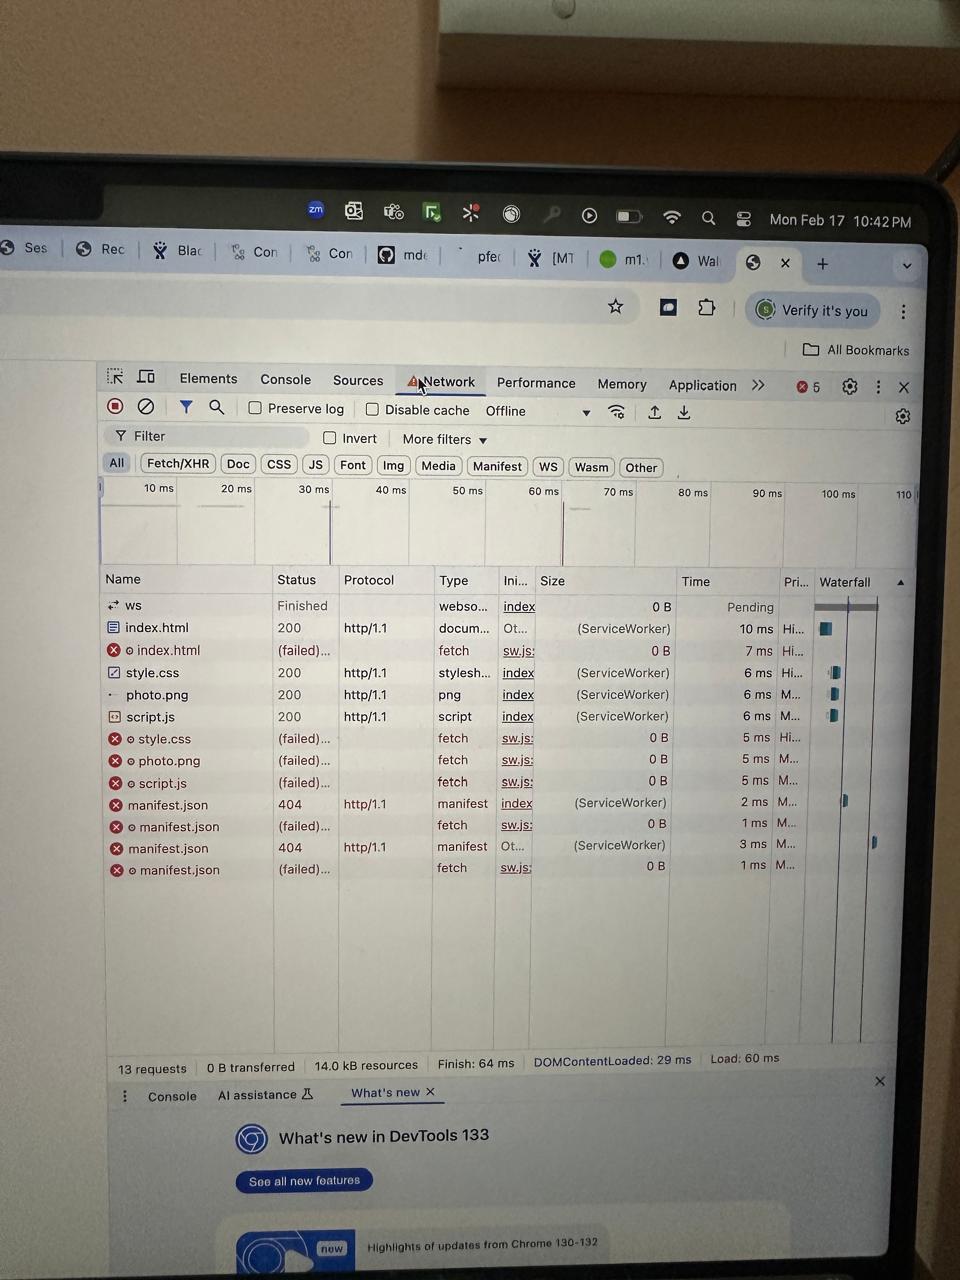 zm
Mon Feb 17 10:42 PM
Ses Rec Blac Con Con mde pfec [MT m1. Wal
S Verify it's you
All Bookmarks
Elements Console Sources Network Performance Memory Application 5
Preserve log Disable cache Offline
Filter Invert More filters
All Fetch/XHR Doc CSS JS Font Img Media Manifest WS Wasm Other
10 ms 20 ms 30 ms 40 ms 50 ms 60 ms 70 ms 80 ms 90 ms 100 ms 110
Name Status Protocol Type Ini... Size Time Pri... Waterfall
ws Finished webso... index 0 B Pending
index.html 200 http/1.1 docum... Ot... (ServiceWorker) 10 ms Hi...
index.html (failed)... fetch sw.js: 0 B 7 ms Hi...
style.css 200 http/1.1 stylesh... index (ServiceWorker) 6 ms Hi...
photo.png 200 http/1.1 png index (ServiceWorker) 6 ms M...
script.js 200 http/1.1 script index (ServiceWorker) 6 ms M...
style.css (failed)... fetch sw.js: 0 B 5 ms Hi...
photo.png (failed)... fetch sw.js: 0 B 5 ms M...
script.js (failed)... fetch sw.js: 0 B 5 ms M...
manifest.json 404 http/1.1 manifest index (ServiceWorker) 2 ms M...
manifest.json (failed)... fetch sw.js: 0 B 1 ms M...
manifest.json 404 http/1.1 manifest Ot... (ServiceWorker) 3 ms M...
manifest.json (failed)... fetch sw.js: 0 B 1 ms M...
13 requests 0 B transferred 14.0 kB resources Finish: 64 ms DOMContentLoaded: 29 ms Load: 60 ms
Console AI assistance What's new
What's new in DevTools 133
See all new features
new Highlights of updates from Chrome 130-132